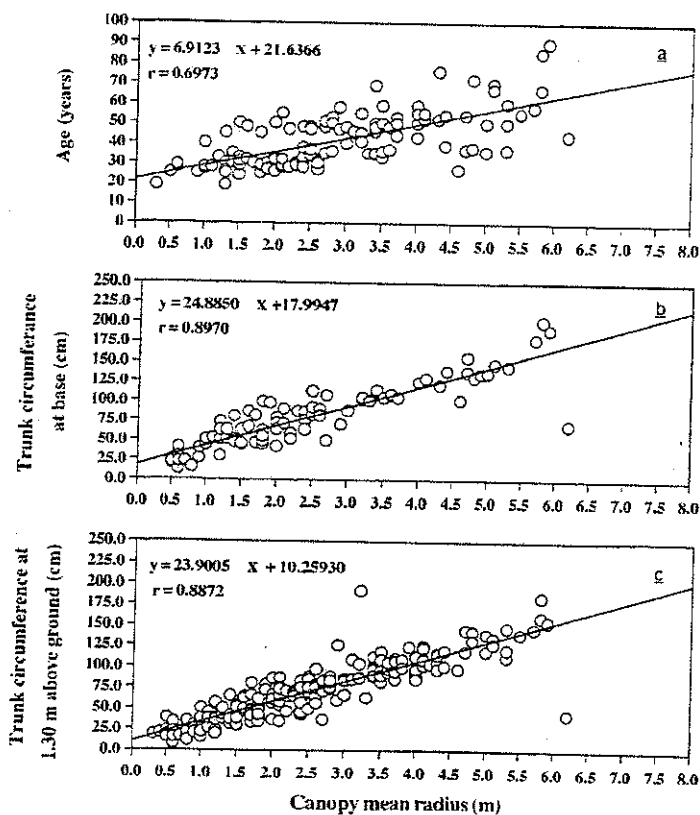 100
90
80
70
60
50
40
30
20
10
0
Age (years)
y = 6.9123 x + 21.6366
r = 0.6973
a
0.0 0.5 1.0 1.5 2.0 2.5 3.0 3.5 4.0 4.5 5.0 5.5 6.0 6.5 7.0 7.5 8.0
250.0
225.0
200.0
175.0
150.0
125.0
100.0
75.0
50.0
25.0
0.0
Trunk circumferance
at base (cm)
y = 24.8850 x +17.9947
r = 0.8970
b
0.0 0.5 1.0 1.5 2.0 2.5 3.0 3.5 4.0 4.5 5.0 5.5 6.0 6.5 7.0 7.5 8.0
250.0
225.0
200.0
175.0
150.0
125.0
100.0
75.0
50.0
25.0
0.0
Trunk circumference at
1.30 m above ground (cm)
y = 23.9005 x + 10.25930
r = 0.8872
c
0.0 0.5 1.0 1.5 2.0 2.5 3.0 3.5 4.0 4.5 5.0 5.5 6.0 6.5 7.0 7.5 8.0
Canopy mean radius (m)